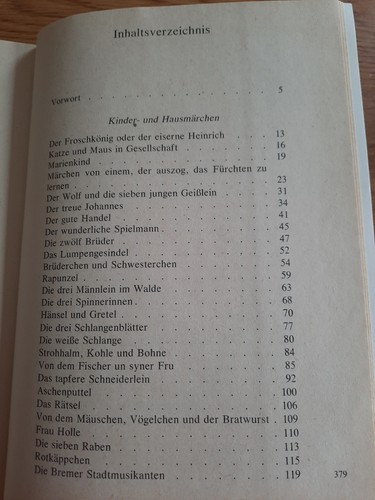 Inhaltsverzeichnis
Vorwort . . . . . . . . . . . . . 5
Kinder- und Hausmärchen
Der Froschkönig oder der eiserne Heinrich . . . 13
Katze und Maus in Gesellschaft . . . . . . 16
Marienkind . . . . . . . . . . . . 19
Märchen von einem, der auszog, das Fürchten zu
lernen . . . . . . . . . . . . . 23
Der Wolf und die sieben jungen Geißlein . . . 31
Der treue Johannes . . . . . . . . . 34
Der gute Handel . . . . . . . . . . 41
Der wunderliche Spielmann . . . . . . . 45
Die zwölf Brüder . . . . . . . . . . 47
Das Lumpengesindel . . . . . . . . . 52
Brüderchen und Schwesterchen . . . . . . 54
Rapunzel . . . . . . . . . . . . 59
Die drei Männlein im Walde . . . . . . 63
Die drei Spinnerinnen . . . . . . . . 68
Hänsel und Gretel . . . . . . . . . 70
Die drei Schlangenblätter . . . . . . . 77
Die weiße Schlange . . . . . . . . . 80
Strohhalm, Kohle und Bohne . . . . . . 84
Von dem Fischer un syner Fru . . . . . . 85
Das tapfere Schneiderlein . . . . . . . 92
Aschenputtel . . . . . . . . . . . 100
Das Rätsel . . . . . . . . . . . 106
Von dem Mäuschen, Vögelchen und der Bratwurst . 109
Frau Holle . . . . . . . . . . . 110
Die sieben Raben . . . . . . . . . 113
Rotkäppchen . . . . . . . . . . . 115
Die Bremer Stadtmusikanten . . . . . . 119
379